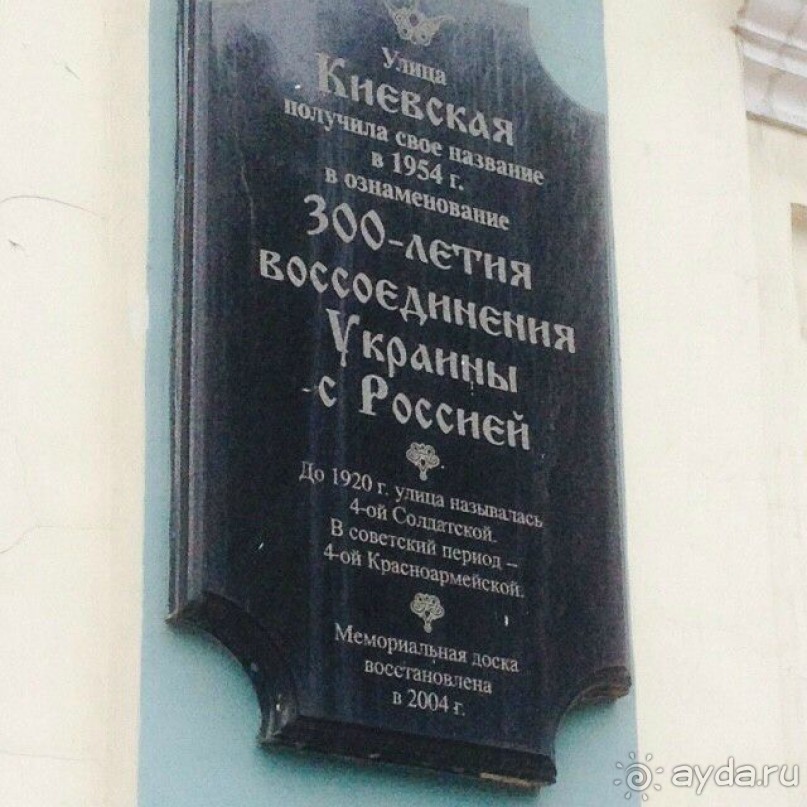 Улица
Киевская
получила свое название
в 1954 г.
в ознаменование
300-летия
воссоединения
Украины
с Россией
До 1920 г. улица называлась
4-ой Солдатской.
В советский период –
4-ой Красноармейской.
Мемориальная доска
восстановлена
в 2004 г.
ayda.ru